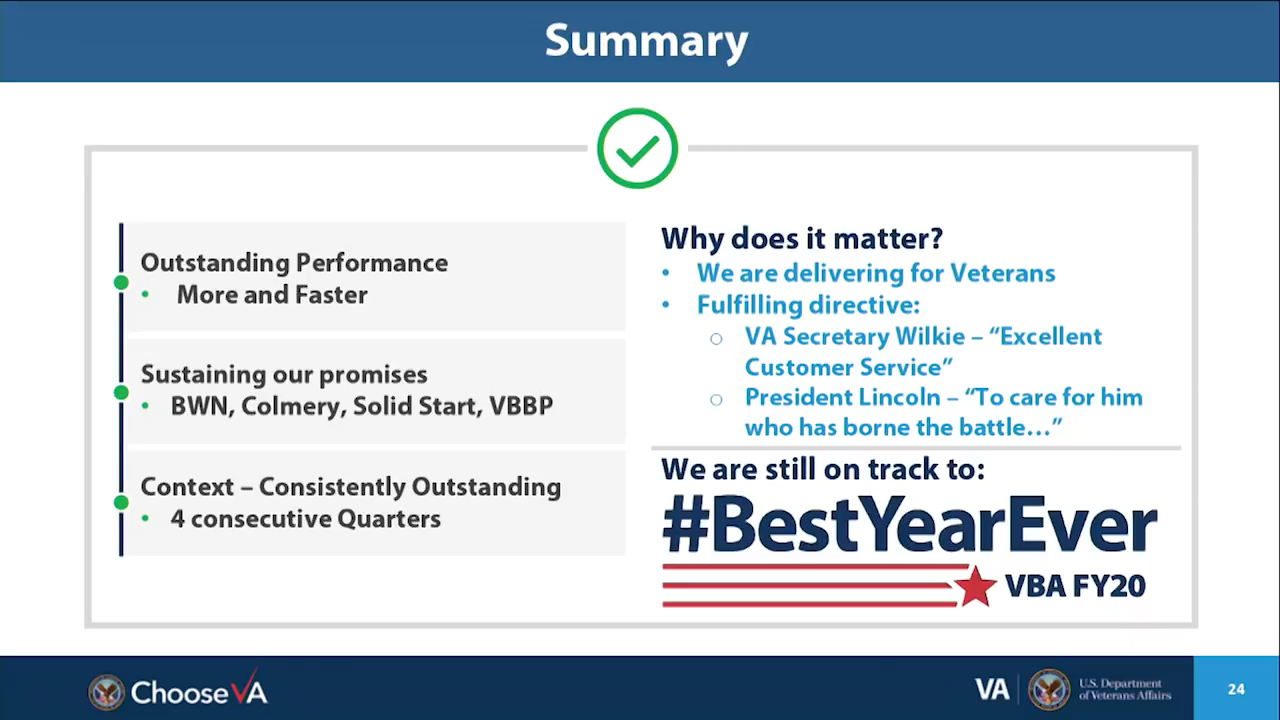 Summary
Outstanding Performance
• More and Faster
Sustaining our promises
• BWN, Colmery, Solid Start, VBBP
Context – Consistently Outstanding
• 4 consecutive Quarters
Why does it matter?
• We are delivering for Veterans
• Fulfilling directive:
○ VA Secretary Wilkie – “Excellent
Customer Service”
○ President Lincoln – “To care for him
who has borne the battle…”
We are still on track to:
#BestYearEver
VBA FY20
ChooseVA
VA
U.S. Department
of Veterans Affairs
24